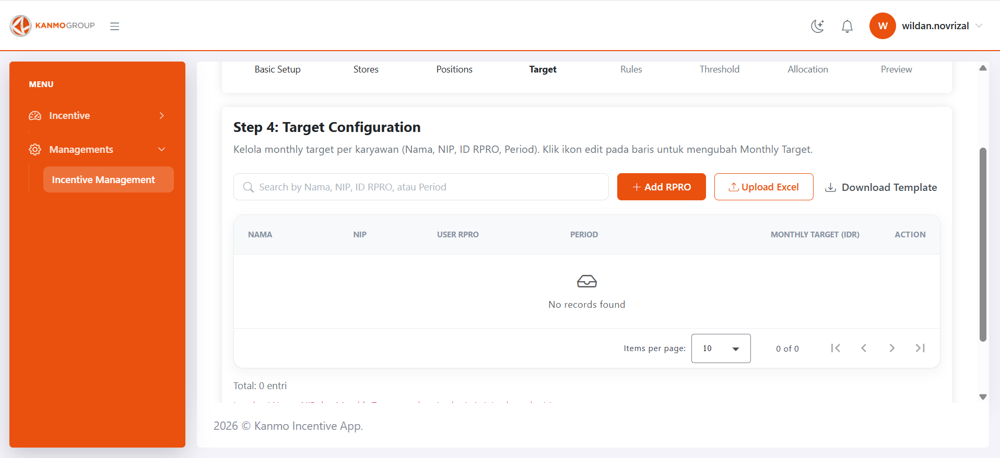 KANMOGROUP
W wildan.novrizal
MENU
Incentive
Managements
Incentive Management
Basic Setup Stores Positions Target Rules Threshold Allocation Preview
Step 4: Target Configuration
Kelola monthly target per karyawan (Nama, NIP, ID RPRO, Period). Klik ikon edit pada baris untuk mengubah Monthly Target.
Search by Nama, NIP, ID RPRO, atau Period
Add RPRO
Upload Excel
Download Template
NAMA NIP USER RPRO PERIOD MONTHLY TARGET (IDR) ACTION
No records found
Items per page: 10 0 of 0
Total: 0 entri
2026 © Kanmo Incentive App.